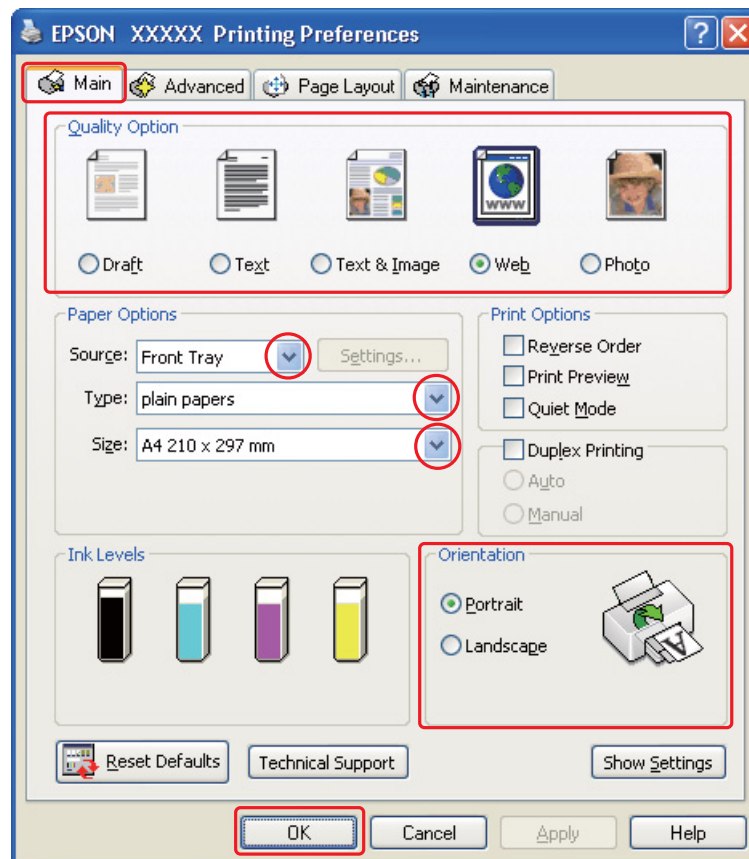 EPSON XXXXX Printing Preferences
Main Advanced Page Layout Maintenance
Quality Option
www
Draft Text Text & Image Web Photo
Paper Options
Source: Front Tray Settings...
Type: plain papers
Size: A4 210 x 297 mm
Print Options
Reverse Order
Print Preview
Quiet Mode
Duplex Printing
Auto
Manual
Ink Levels
Orientation
Portrait
Landscape
A
Reset Defaults Technical Support Show Settings
OK Cancel Apply Help